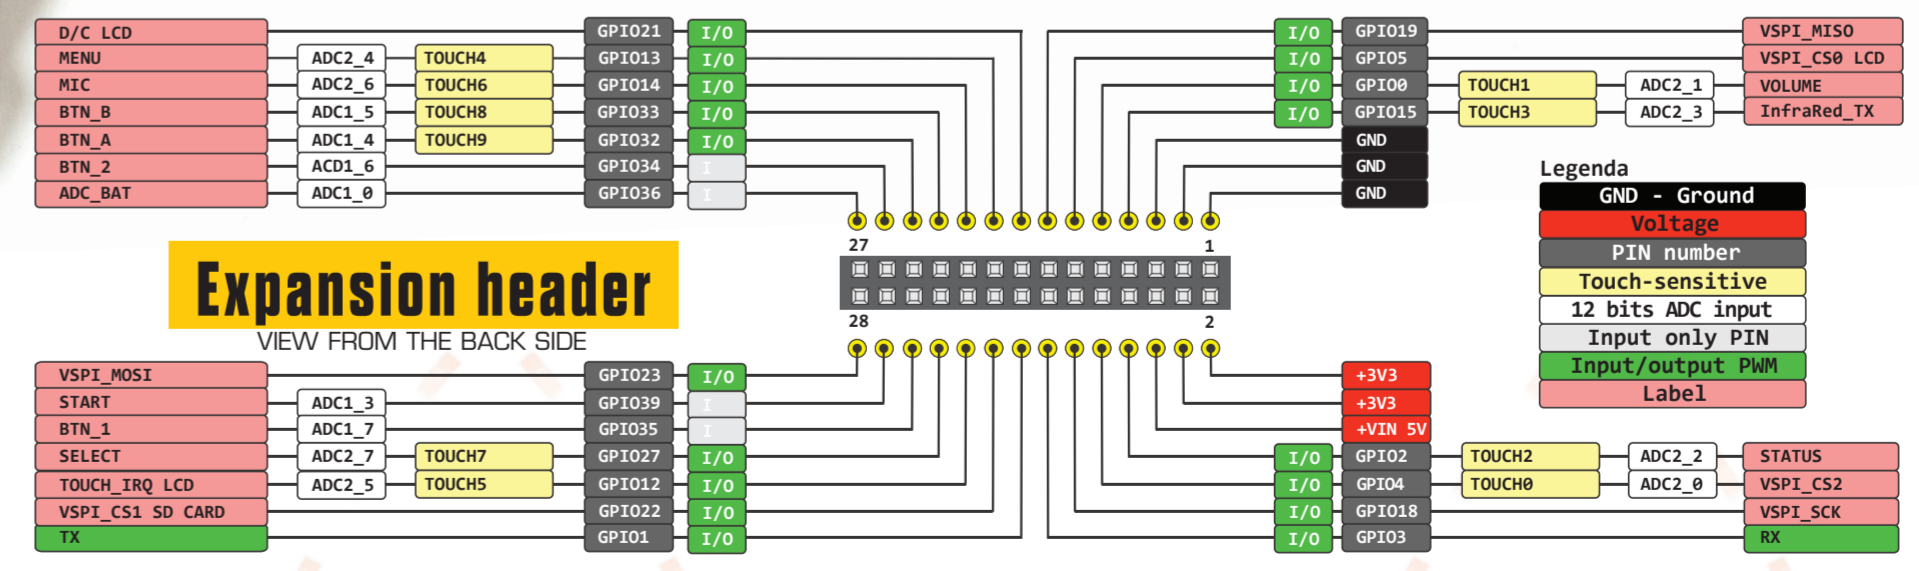 D/C LCD GPIO21 I/O
MENU ADC2_4 TOUCH4 GPIO13 I/O
MIC ADC2_6 TOUCH6 GPIO14 I/O
BTN_B ADC1_5 TOUCH8 GPIO33 I/O
BTN_A ADC1_4 TOUCH9 GPIO32 I/O
BTN_2 ACD1_6 GPIO34 I
ADC_BAT ADC1_0 GPIO36 I
I/O GPIO19 VSPI_MISO
I/O GPIO5 VSPI_CS0 LCD
I/O GPIO0 TOUCH1 ADC2_1 VOLUME
I/O GPIO15 TOUCH3 ADC2_3 InfraRed_TX
GND
GND
GND
27 1
28 2
Expansion header
VIEW FROM THE BACK SIDE
Legenda
GND - Ground
Voltage
PIN number
Touch-sensitive
12 bits ADC input
Input only PIN
Input/output PWM
Label
VSPI_MOSI GPIO23 I/O
START ADC1_3 GPIO39 I
BTN_1 ADC1_7 GPIO35 I
SELECT ADC2_7 TOUCH7 GPIO27 I/O
TOUCH_IRQ LCD ADC2_5 TOUCH5 GPIO12 I/O
VSPI_CS1 SD CARD GPIO22 I/O
TX GPIO1 I/O
+3V3
+3V3
+VIN 5V
I/O GPIO2 TOUCH2 ADC2_2 STATUS
I/O GPIO4 TOUCH0 ADC2_0 VSPI_CS2
I/O GPIO18 VSPI_SCK
I/O GPIO3 RX